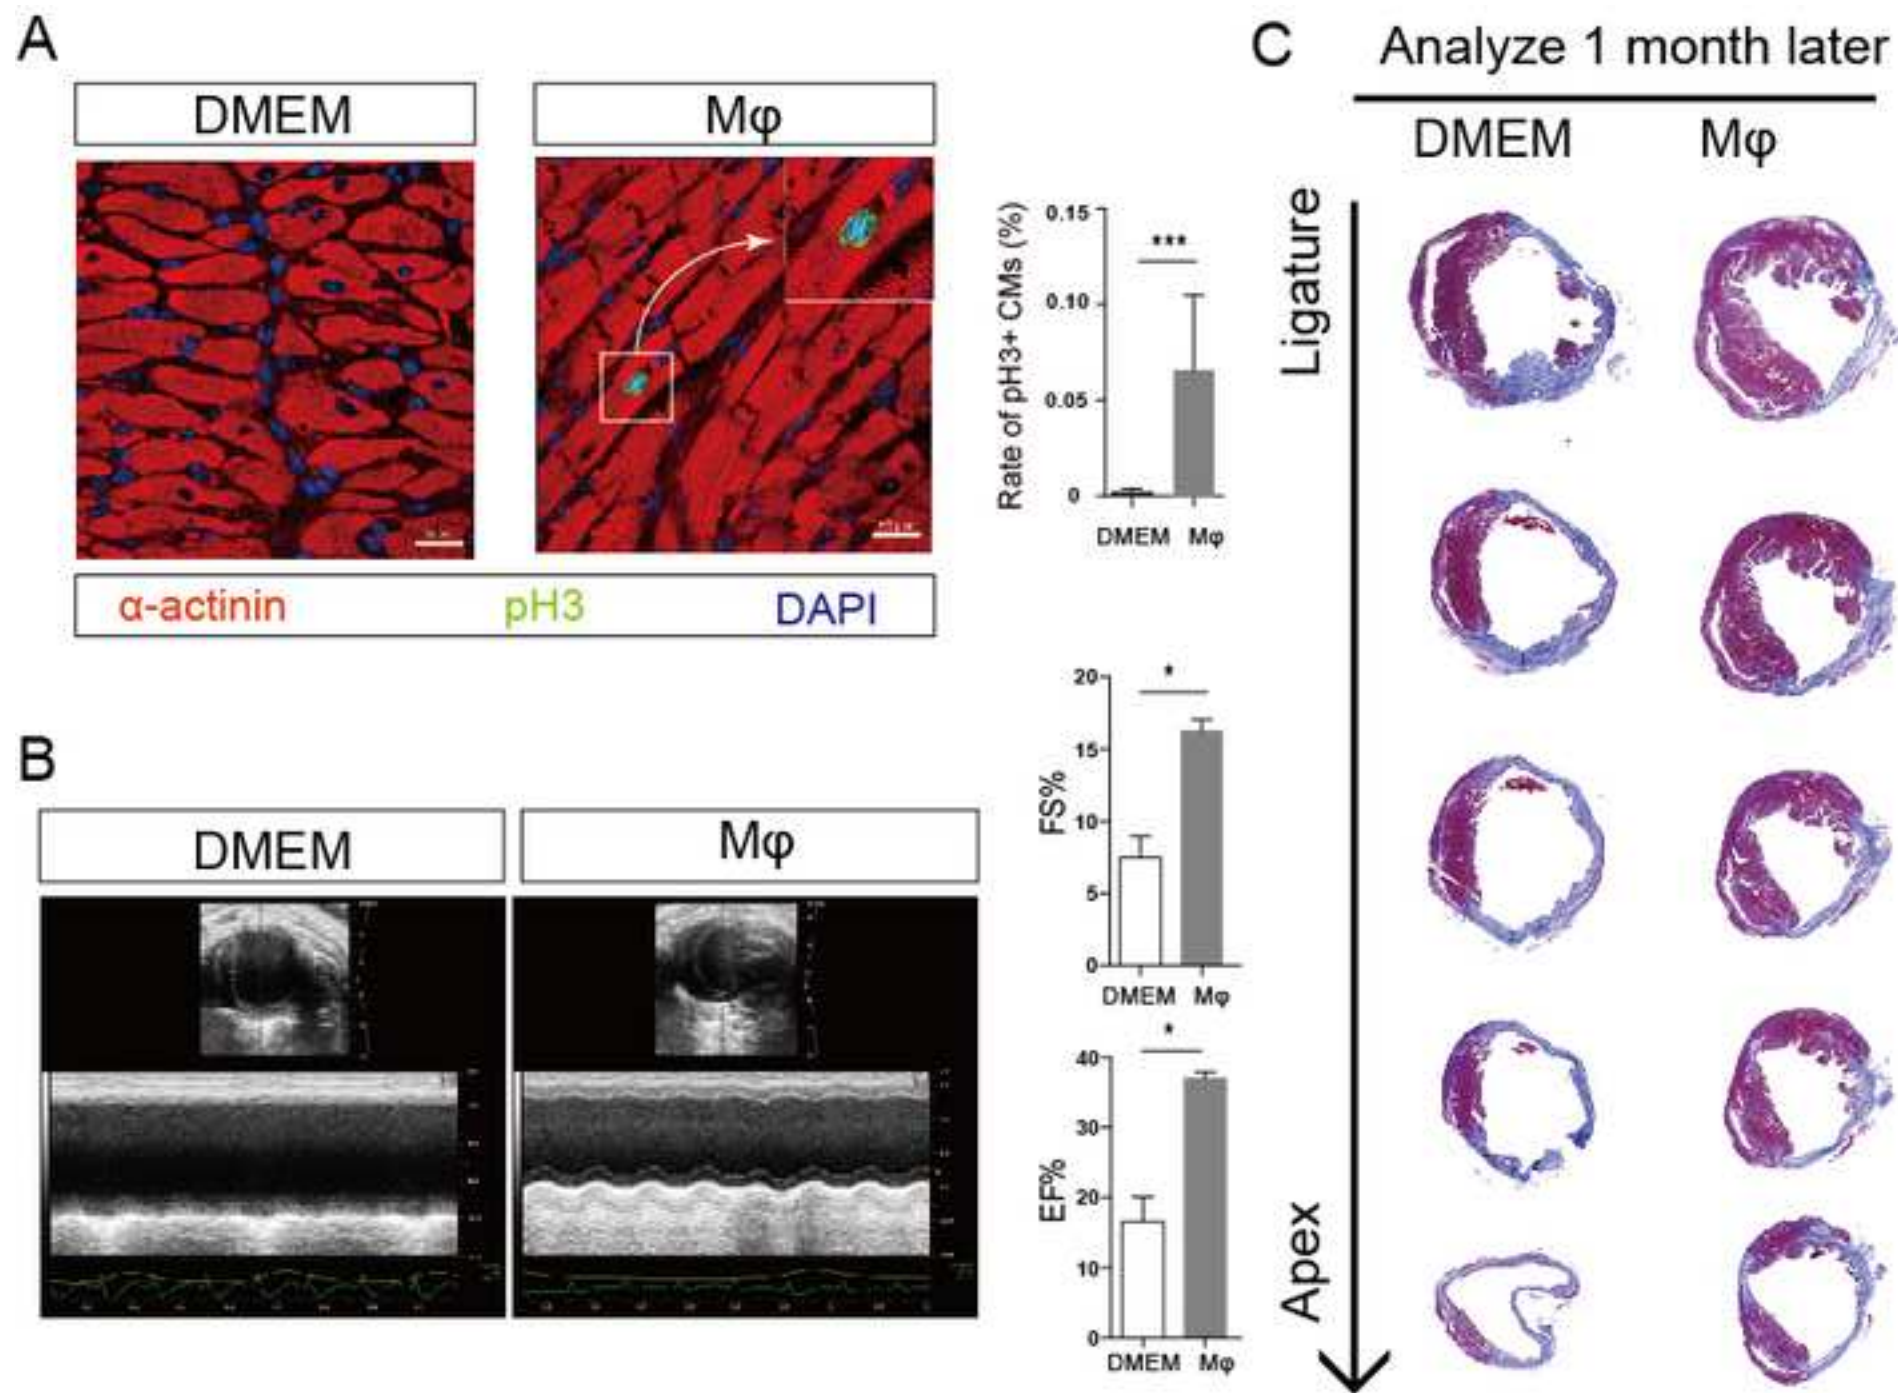 A
DMEM
Mφ
α-actinin pH3 DAPI
Rate of pH3+ CMs (%)
0.15
0.10
0.05
0
***
DMEM Mφ
B
DMEM
Mφ
FS%
20
15
10
5
0
*
DMEM Mφ
EF%
40
30
20
10
0
*
DMEM Mφ
C
Analyze 1 month later
DMEM Mφ
Ligature
Apex